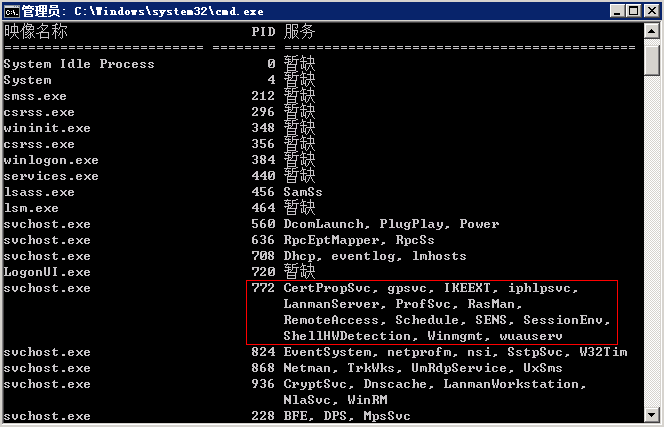 管理员: C:\Windows\system32\cmd.exe
映像名称 PID 服务
========================= ======== ============================================
System Idle Process 0 暂缺
System 4 暂缺
smss.exe 212 暂缺
csrss.exe 296 暂缺
wininit.exe 348 暂缺
csrss.exe 356 暂缺
winlogon.exe 384 暂缺
services.exe 440 暂缺
lsass.exe 456 SamSs
lsm.exe 464 暂缺
svchost.exe 560 DcomLaunch, PlugPlay, Power
svchost.exe 636 RpcEptMapper, RpcSs
svchost.exe 708 Dhcp, eventlog, lmhosts
LogonUI.exe 720 暂缺
svchost.exe 772 CertPropSvc, gpsvc, IKEEXT, iphlpsvc,
LanmanServer, ProfSvc, RasMan,
RemoteAccess, Schedule, SENS, SessionEnv,
ShellHWDetection, Winmgmt, wuauserv
svchost.exe 824 EventSystem, netprofm, nsi, SstpSvc, W32Tim
svchost.exe 868 Netman, TrkWks, UmRdpService, UxSms
svchost.exe 936 CryptSvc, Dnscache, LanmanWorkstation,
NlaSvc, WinRM
svchost.exe 228 BFE, DPS, MpsSvc